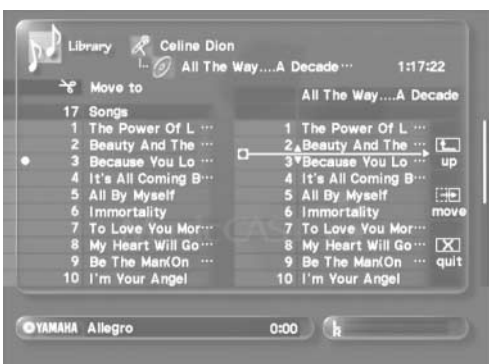 Library Celine Dion
All The Way....A Decade ··· 1:17:22
Move to
All The Way....A Decade
17 Songs
1 The Power Of L ···
2 Beauty And The ···
3 Because You Lo ···
4 It's All Coming B···
5 All By Myself
6 Immortality
7 To Love You Mor···
8 My Heart Will Go···
9 Be The Man(On ···
10 I'm Your Angel
1 The Power Of L ···
2 Beauty And The ···
3 Because You Lo ···
4 It's All Coming B···
5 All By Myself
6 Immortality
7 To Love You Mor···
8 My Heart Will Go···
9 Be The Man(On ···
10 I'm Your Angel
up
move
quit
YAMAHA Allegro 0:00